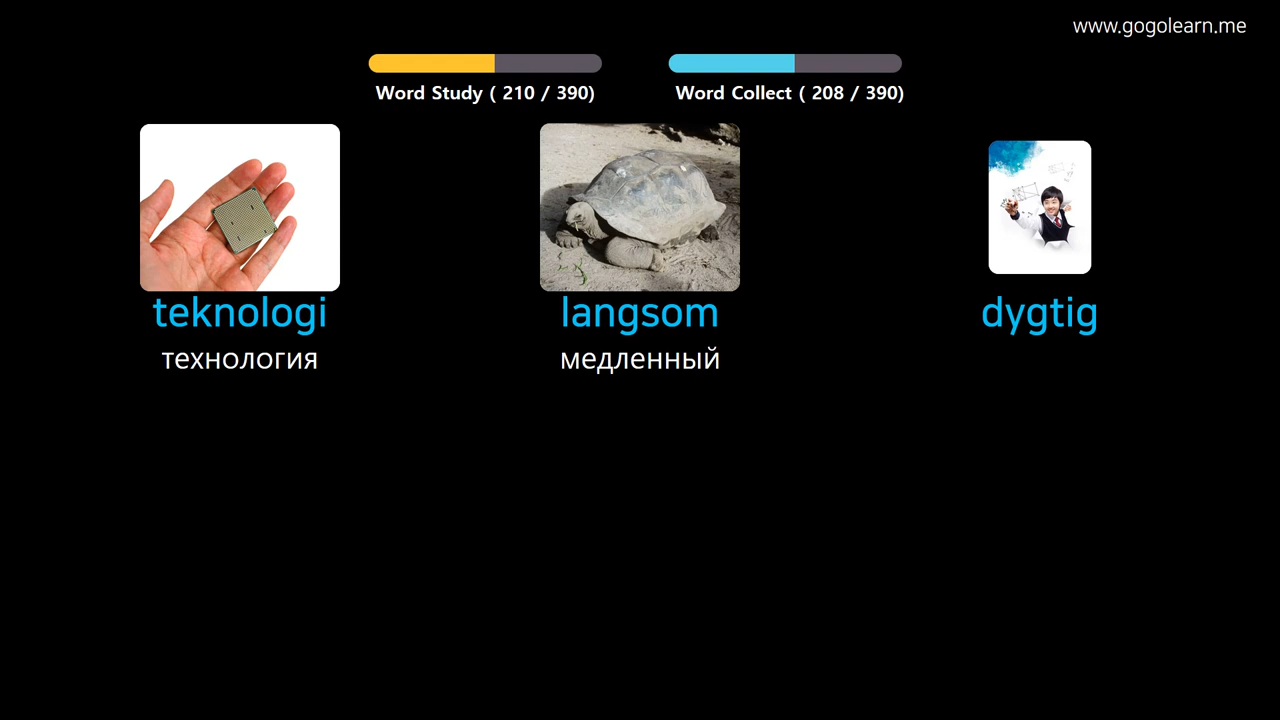 www.gogolearn.me
Word Study ( 210 / 390)
Word Collect ( 208 / 390)
teknologi
langsom
dygtig
технология
медленный